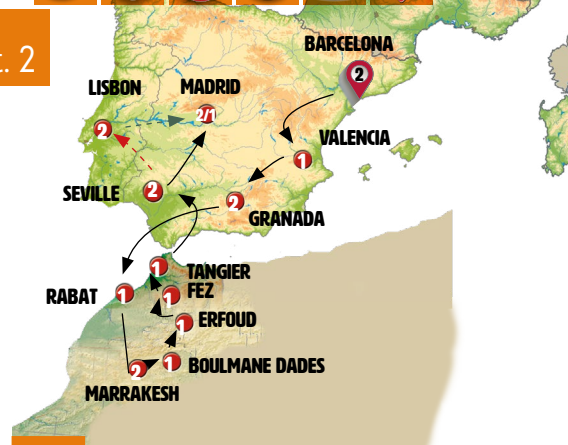 t. 2
BARCELONA
2
LISBON
MADRID
2/1
2
VALENCIA
1
SEVILLE
2
2
GRANADA
1
TANGIER
RABAT
1
1
FEZ
1
ERFOUD
2
1
BOULMANE DADES
MARRAKESH